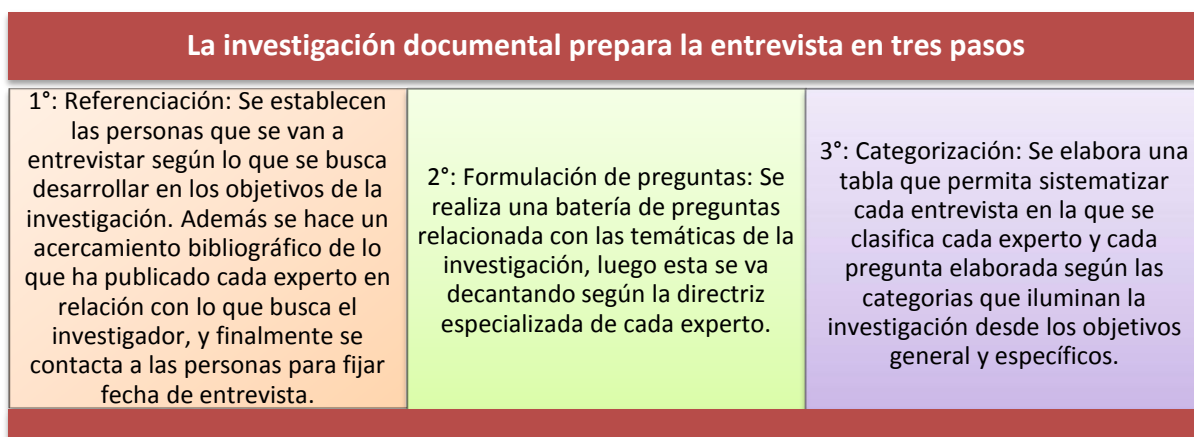 La investigación documental prepara la entrevista en tres pasos
1°: Referenciación: Se establecen
las personas que se van a
entrevistar según lo que se busca
desarrollar en los objetivos de la
investigación. Además se hace un
acercamiento bibliográfico de lo
que ha publicado cada experto en
relación con lo que busca el
investigador, y finalmente se
contacta a las personas para fijar
fecha de entrevista.
2°: Formulación de preguntas: Se
realiza una batería de preguntas
relacionada con las temáticas de la
investigación, luego esta se va
decantando según la directriz
especializada de cada experto.
3°: Categorización: Se elabora una
tabla que permita sistematizar
cada entrevista en la que se
clasifica cada experto y cada
pregunta elaborada según las
categorias que iluminan la
investigación desde los objetivos
general y específicos.